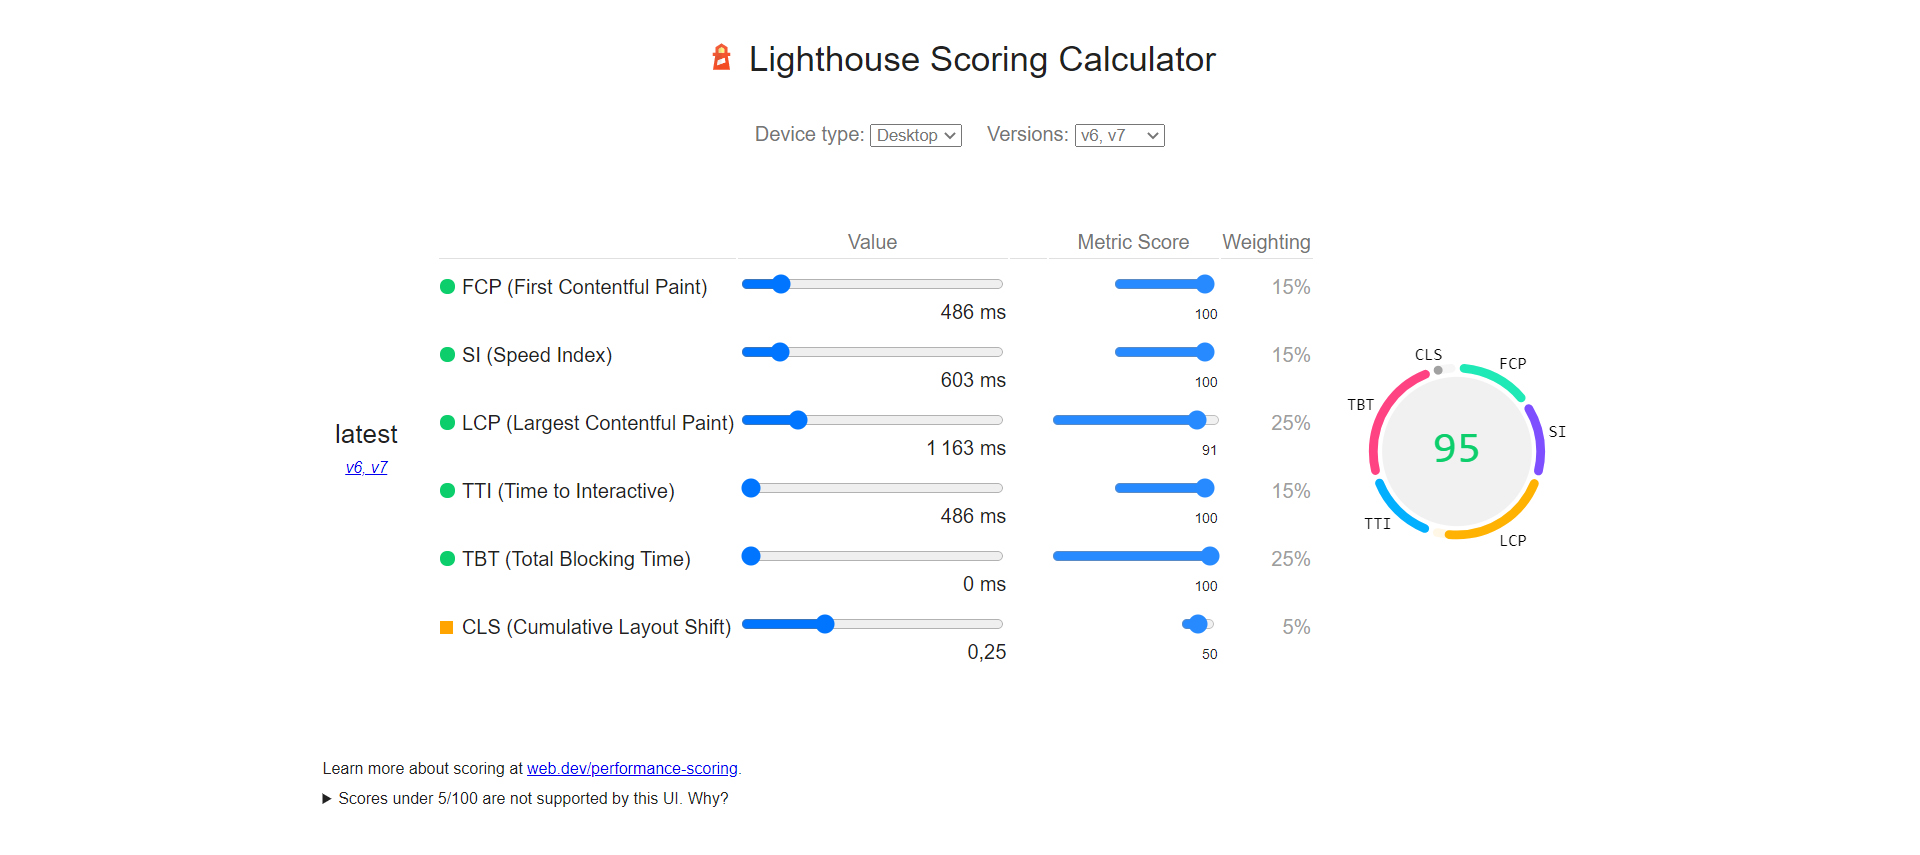 Lighthouse Scoring Calculator
Device type: Desktop Versions: v6, v7
Value Metric Score Weighting
FCP (First Contentful Paint) 15%
486 ms 100
SI (Speed Index) 15%
603 ms 100
LCP (Largest Contentful Paint) 25%
1 163 ms 91
TTI (Time to Interactive) 15%
486 ms 100
TBT (Total Blocking Time) 25%
0 ms 100
CLS (Cumulative Layout Shift) 5%
0,25 50
latest
v6, v7
CLS
FCP
TBT
SI
95
TTI
LCP
Learn more about scoring at web.dev/performance-scoring.
Scores under 5/100 are not supported by this UI. Why?